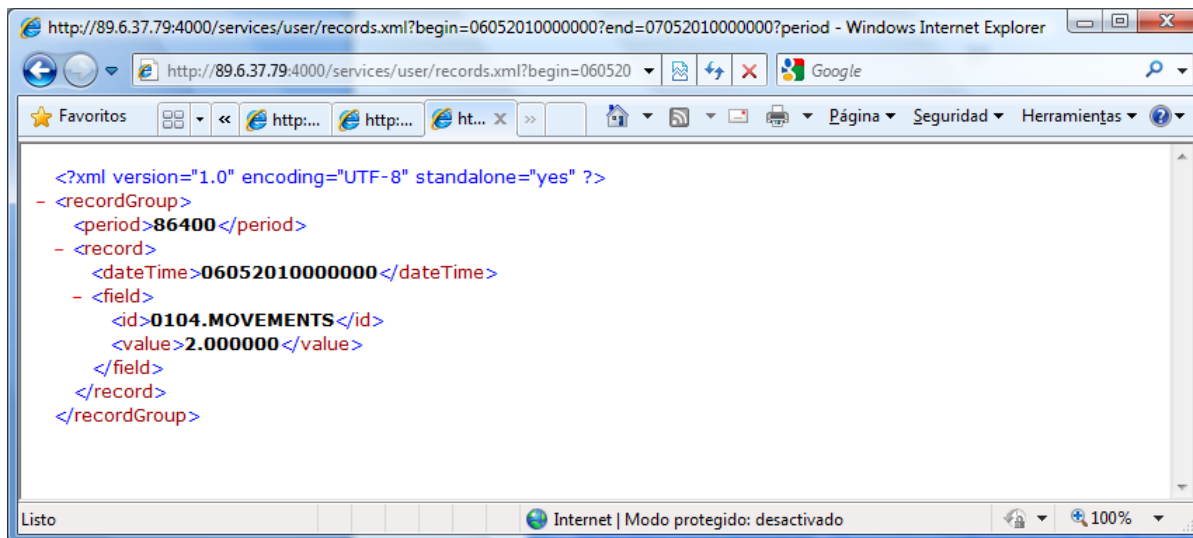 http://89.6.37.79:4000/services/user/records.xml?begin=06052010000000?end=07052010000000?period - Windows Internet Explorer
http://89.6.37.79:4000/services/user/records.xml?begin=060520
Google
Favoritos
http:...
http:...
ht...
Página
Seguridad
Herramientas
<?xml version="1.0" encoding="UTF-8" standalone="yes" ?>
- <recordGroup>
<period>86400</period>
- <record>
<dateTime>06052010000000</dateTime>
- <field>
<id>0104.MOVEMENTS</id>
<value>2.000000</value>
</field>
</record>
</recordGroup>
Listo
Internet | Modo protegido: desactivado
100%